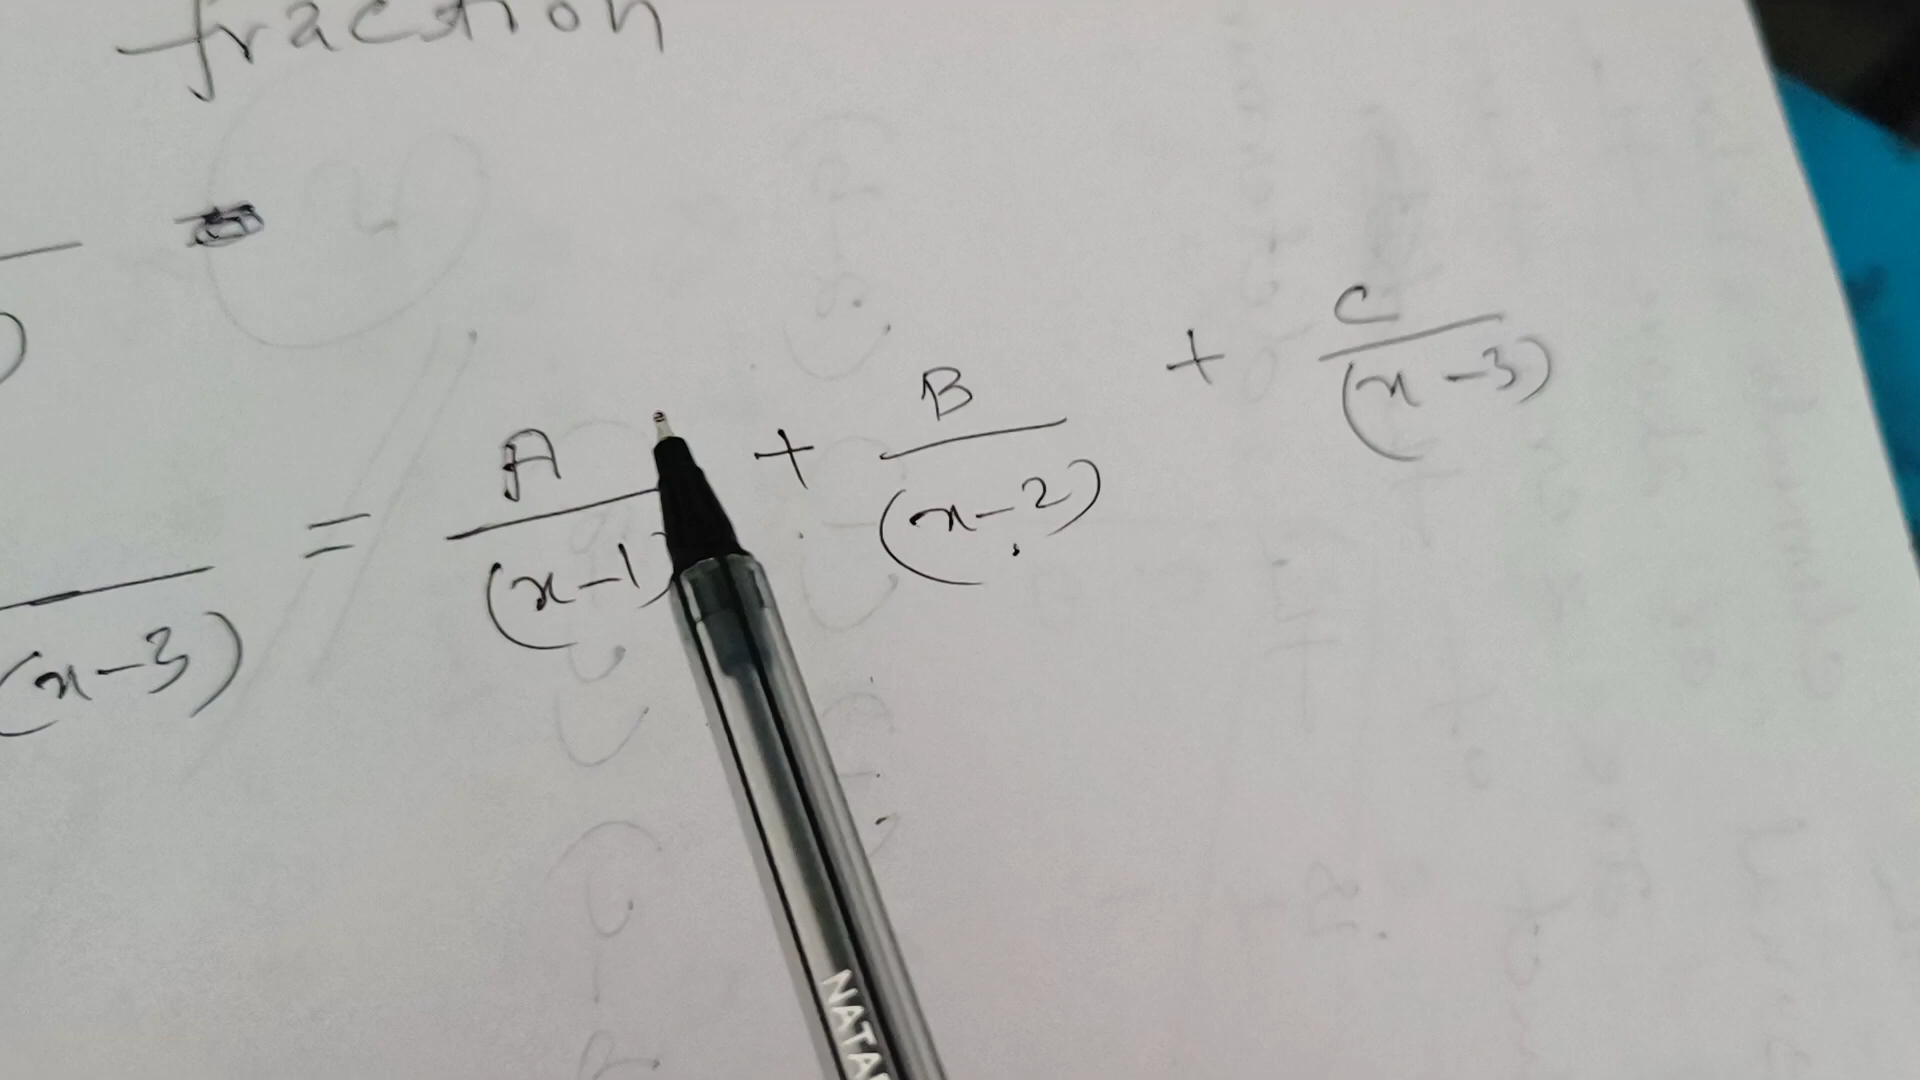 fraction
(x-3) = A/(x-1) + B/(x-2) + C/(x-3)
NATA